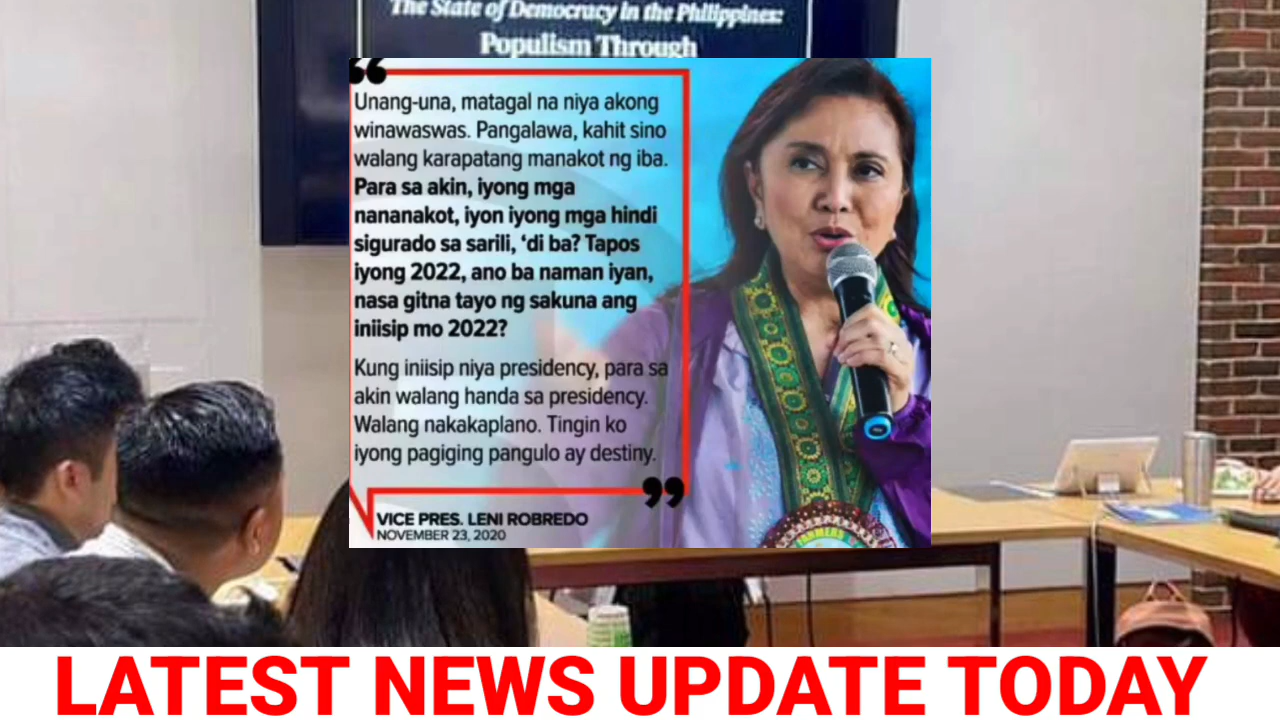 The State of Democracy in the Philippines:
Populism Through
“
Unang-una, matagal na niya akong
winawaswas. Pangalawa, kahit sino
walang karapatang manakot ng iba.
Para sa akin, iyong mga
nananakot, iyon iyong mga hindi
sigurado sa sarili, ‘di ba? Tapos
iyong 2022, ano ba naman iyan,
nasa gitna tayo ng sakuna ang
iniisip mo 2022?
Kung iniisip niya presidency, para sa
akin walang handa sa presidency.
Walang nakakaplano. Tingin ko
iyong pagiging pangulo ay destiny.
”
VICE PRES. LENI ROBREDO
NOVEMBER 23, 2020
FARMERS
LATEST NEWS UPDATE TODAY